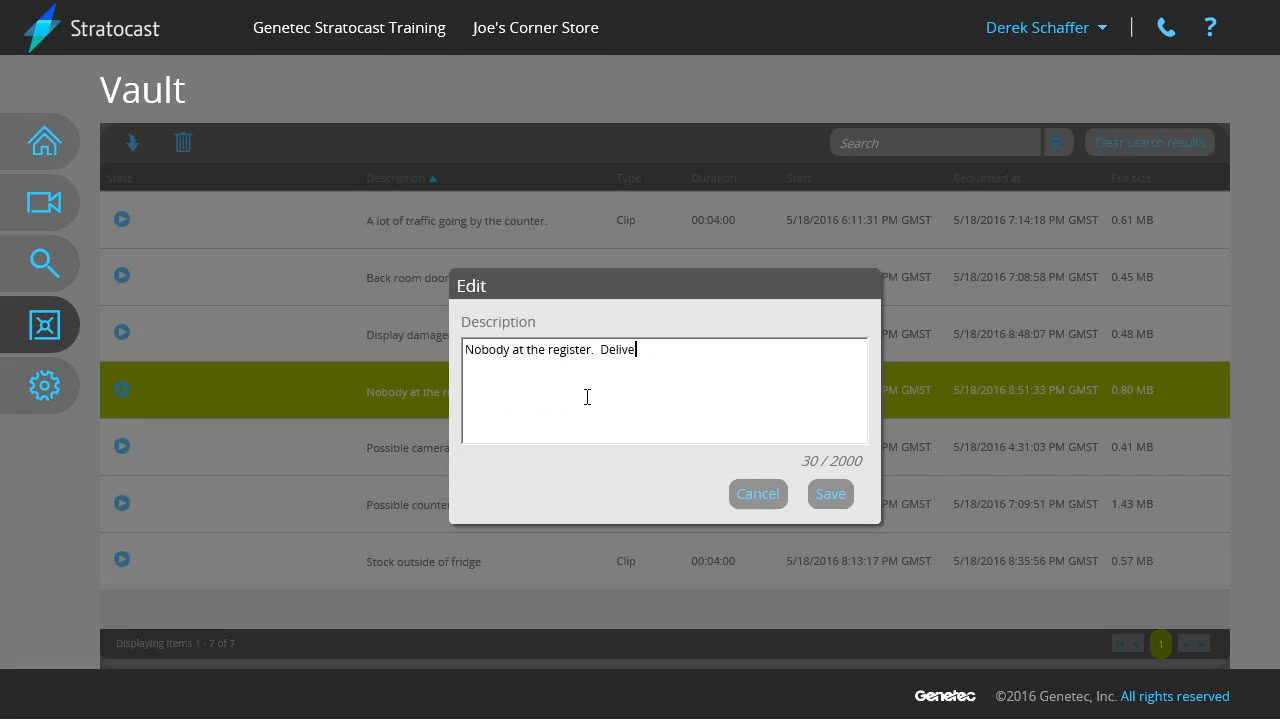 Stratocast Genetec Stratocast Training Joe's Corner Store Derek Schaffer ?
Vault
Search Clear search results
State Description Type Duration Start Requested at File size
A lot of traffic going by the counter. Clip 00:04:00 5/18/2016 6:11:31 PM GMST 5/18/2016 7:14:18 PM GMST 0.61 MB
Back room door PM GMST 5/18/2016 7:08:58 PM GMST 0.45 MB
Display damage PM GMST 5/18/2016 8:48:07 PM GMST 0.48 MB
Nobody at the re PM GMST 5/18/2016 8:51:33 PM GMST 0.80 MB
Possible camera PM GMST 5/18/2016 4:31:03 PM GMST 0.41 MB
Possible counter PM GMST 5/18/2016 7:09:51 PM GMST 1.43 MB
Stock outside of fridge Clip 00:04:00 5/18/2016 8:13:17 PM GMST 5/18/2016 8:35:56 PM GMST 0.57 MB
Edit
Description
Nobody at the register.  Delive
30 / 2000
Cancel Save
Displaying items 1 - 7 of 7 1
Genetec ©2016 Genetec, Inc. All rights reserved